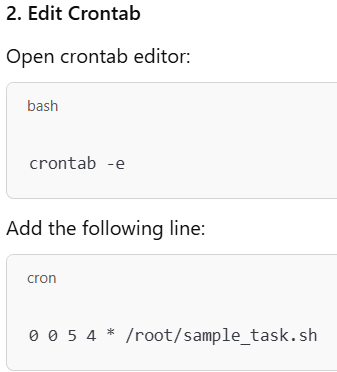 2. Edit Crontab
Open crontab editor:
bash
crontab -e
Add the following line:
cron
0 0 5 4 * /root/sample_task.sh